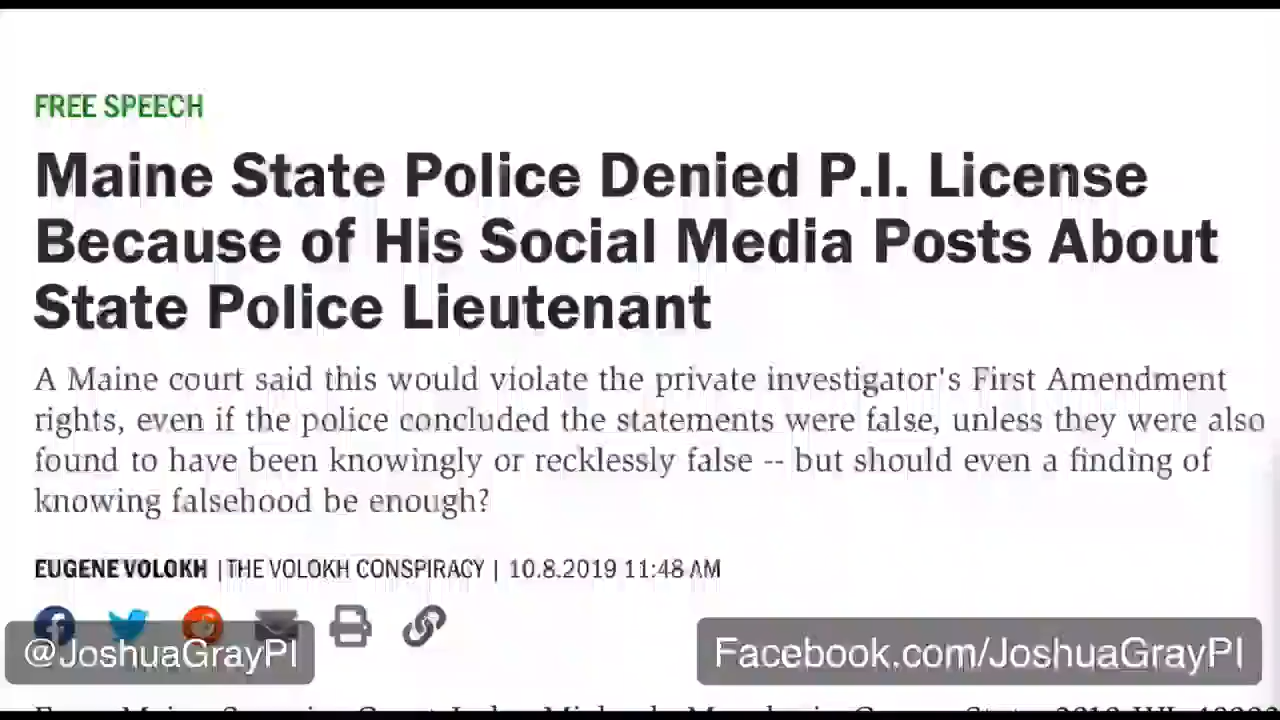 FREE SPEECH
Maine State Police Denied P.I. License
Because of His Social Media Posts About
State Police Lieutenant
A Maine court said this would violate the private investigator's First Amendment
rights, even if the police concluded the statements were false, unless they were also
found to have been knowingly or recklessly false -- but should even a finding of
knowing falsehood be enough?
EUGENE VOLOKH | THE VOLOKH CONSPIRACY | 10.8.2019 11:48 AM
@JoshuaGrayPI
Facebook.com/JoshuaGrayPI